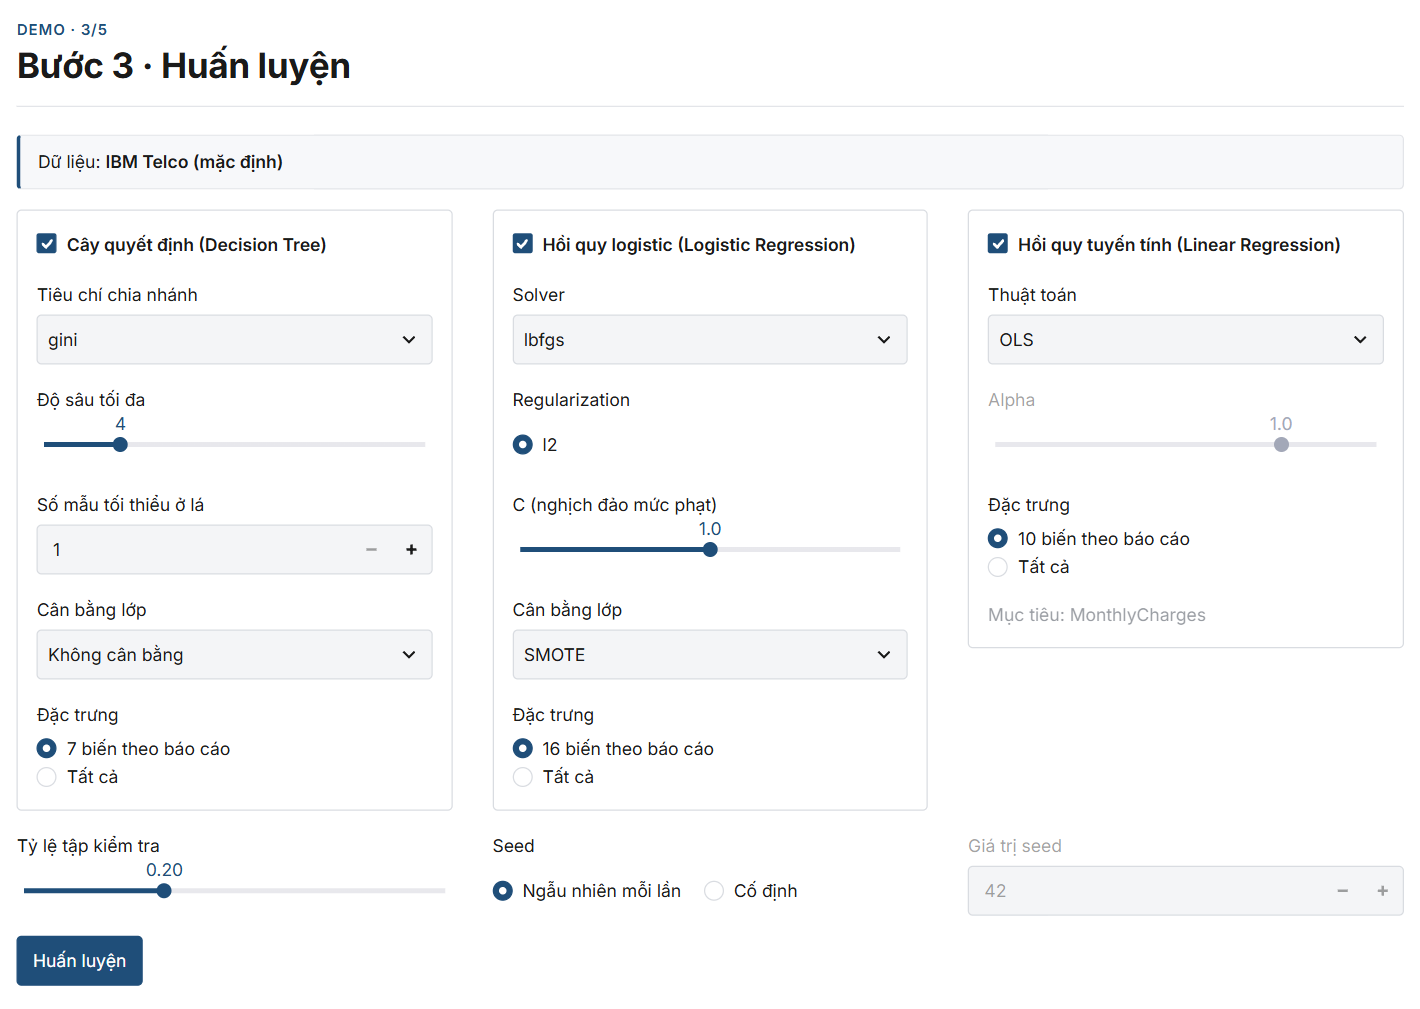 DEMO · 3/5
Bước 3 · Huấn luyện
Dữ liệu: IBM Telco (mặc định)
Cây quyết định (Decision Tree)
Tiêu chí chia nhánh
gini
Độ sâu tối đa
4
Số mẫu tối thiểu ở lá
1
Cân bằng lớp
Không cân bằng
Đặc trưng
7 biến theo báo cáo
Tất cả
Hồi quy logistic (Logistic Regression)
Solver
lbfgs
Regularization
l2
C (nghịch đảo mức phạt)
1.0
Cân bằng lớp
SMOTE
Đặc trưng
16 biến theo báo cáo
Tất cả
Hồi quy tuyến tính (Linear Regression)
Thuật toán
OLS
Alpha
1.0
Đặc trưng
10 biến theo báo cáo
Tất cả
Mục tiêu: MonthlyCharges
Tỷ lệ tập kiểm tra
0.20
Seed
Ngẫu nhiên mỗi lần
Cố định
Giá trị seed
42
Huấn luyện